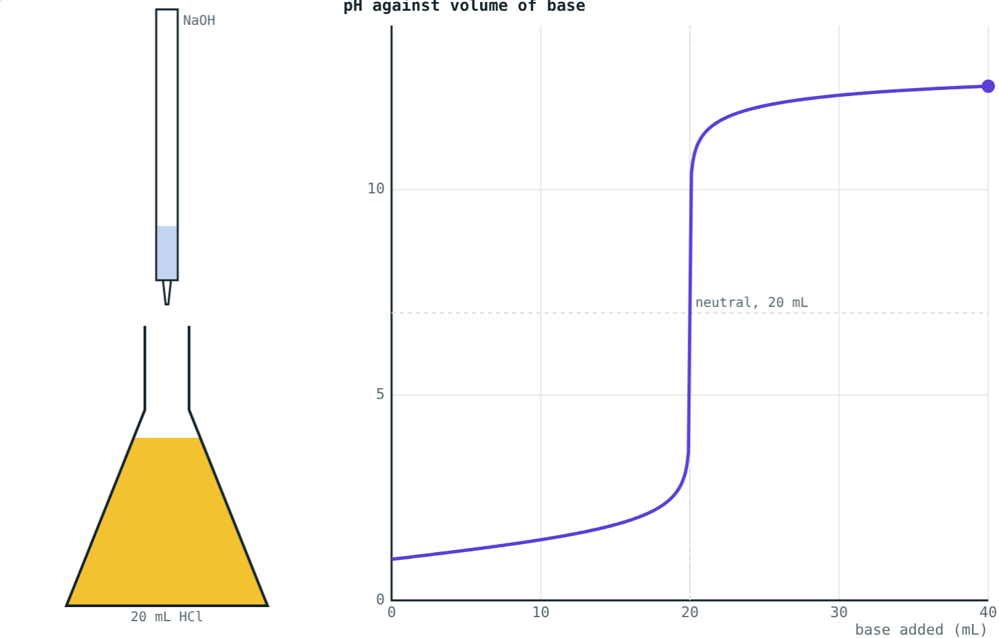 NaOH
20 mL HCl
pH against volume of base
10
5
0
neutral, 20 mL
0 10 20 30 40
base added (mL)